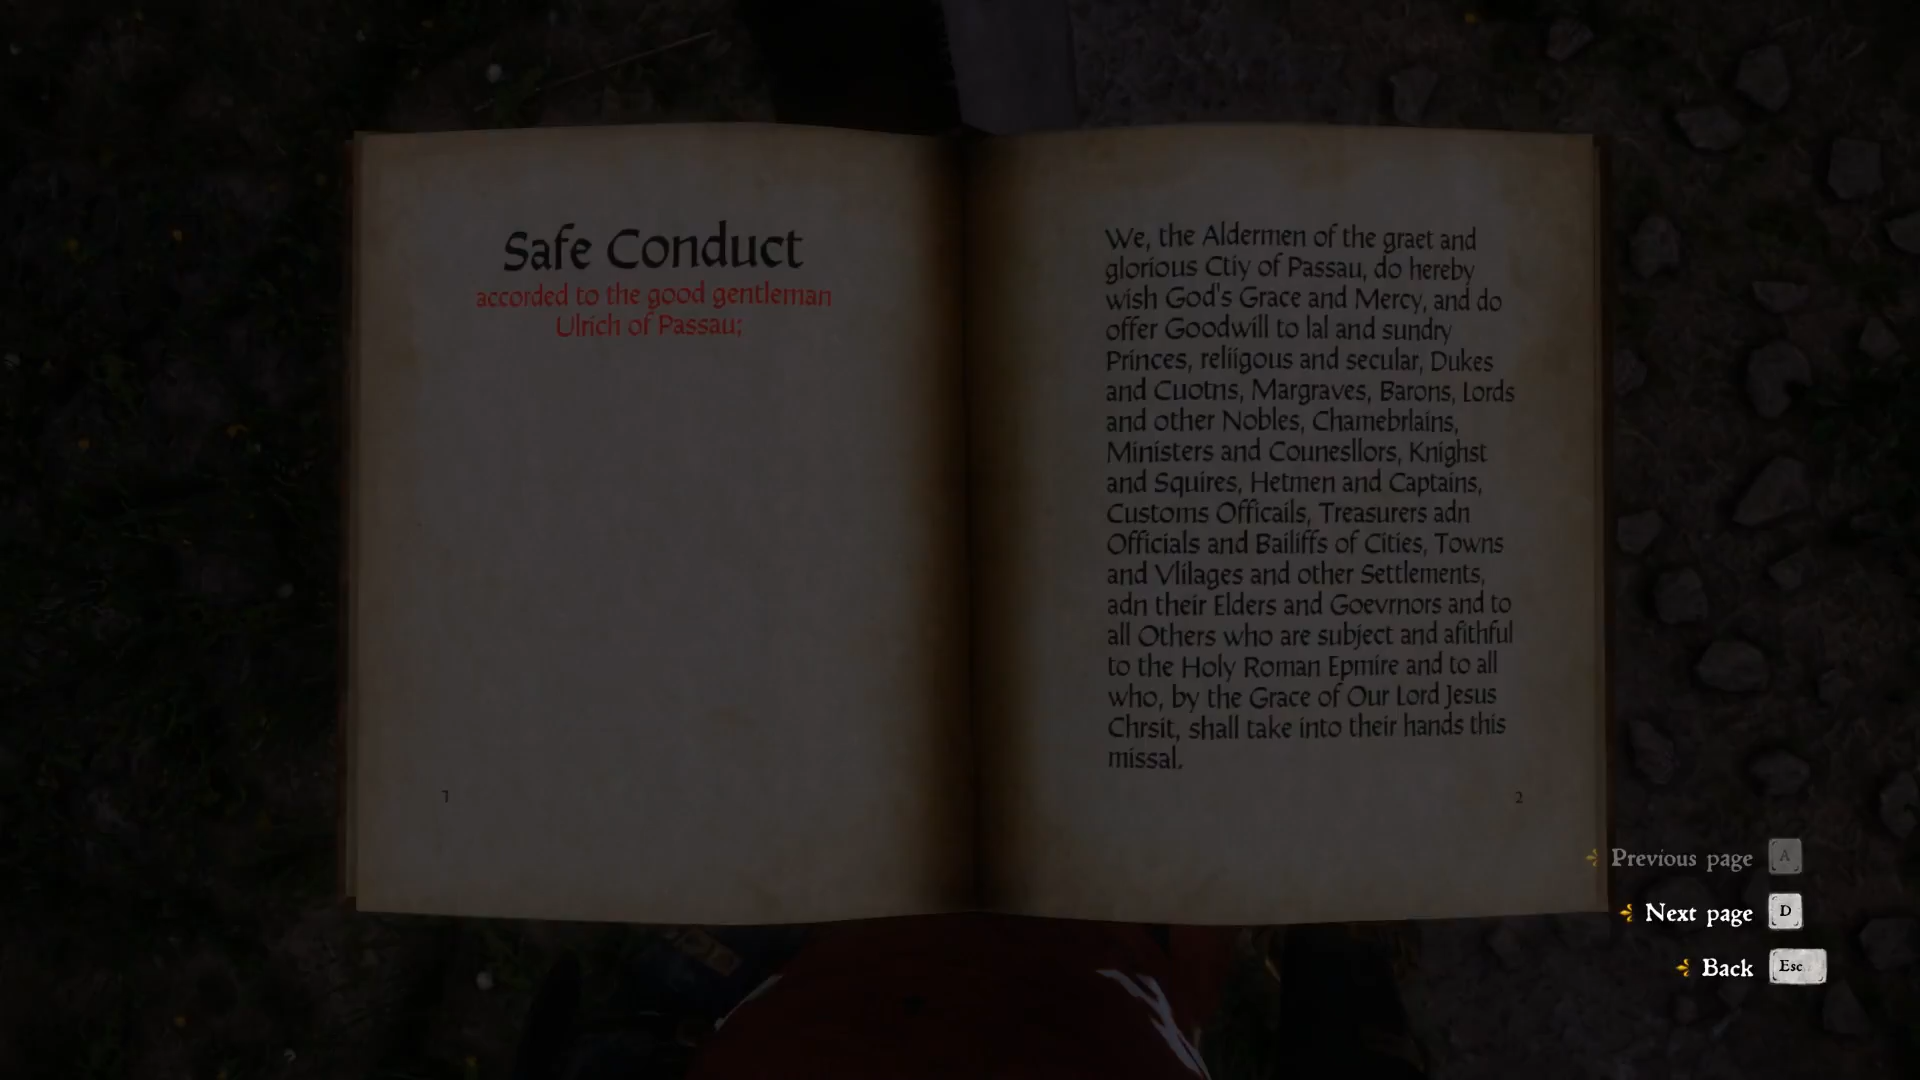 Safe Conduct
accorded to the good gentleman
Ulrich of Passau;
1
We, the Aldermen of the graet and
glorious Ctiy of Passau, do hereby
wish God's Grace and Mercy, and do
offer Goodwill to lal and sundry
Princes, reliigous and secular, Dukes
and Cuotns, Margraves, Barons, Lords
and other Nobles, Chamebrlains,
Ministers and Counesllors, Knighst
and Squires, Hetmen and Captains,
Customs Officails, Treasurers adn
Officials and Bailiffs of Cities, Towns
and Vlilages and other Settlements,
adn their Elders and Goevrnors and to
all Others who are subject and afithful
to the Holy Roman Epmire and to all
who, by the Grace of Our Lord Jesus
Chrsit, shall take into their hands this
missal.
2
Previous page A
Next page D
Back Esc